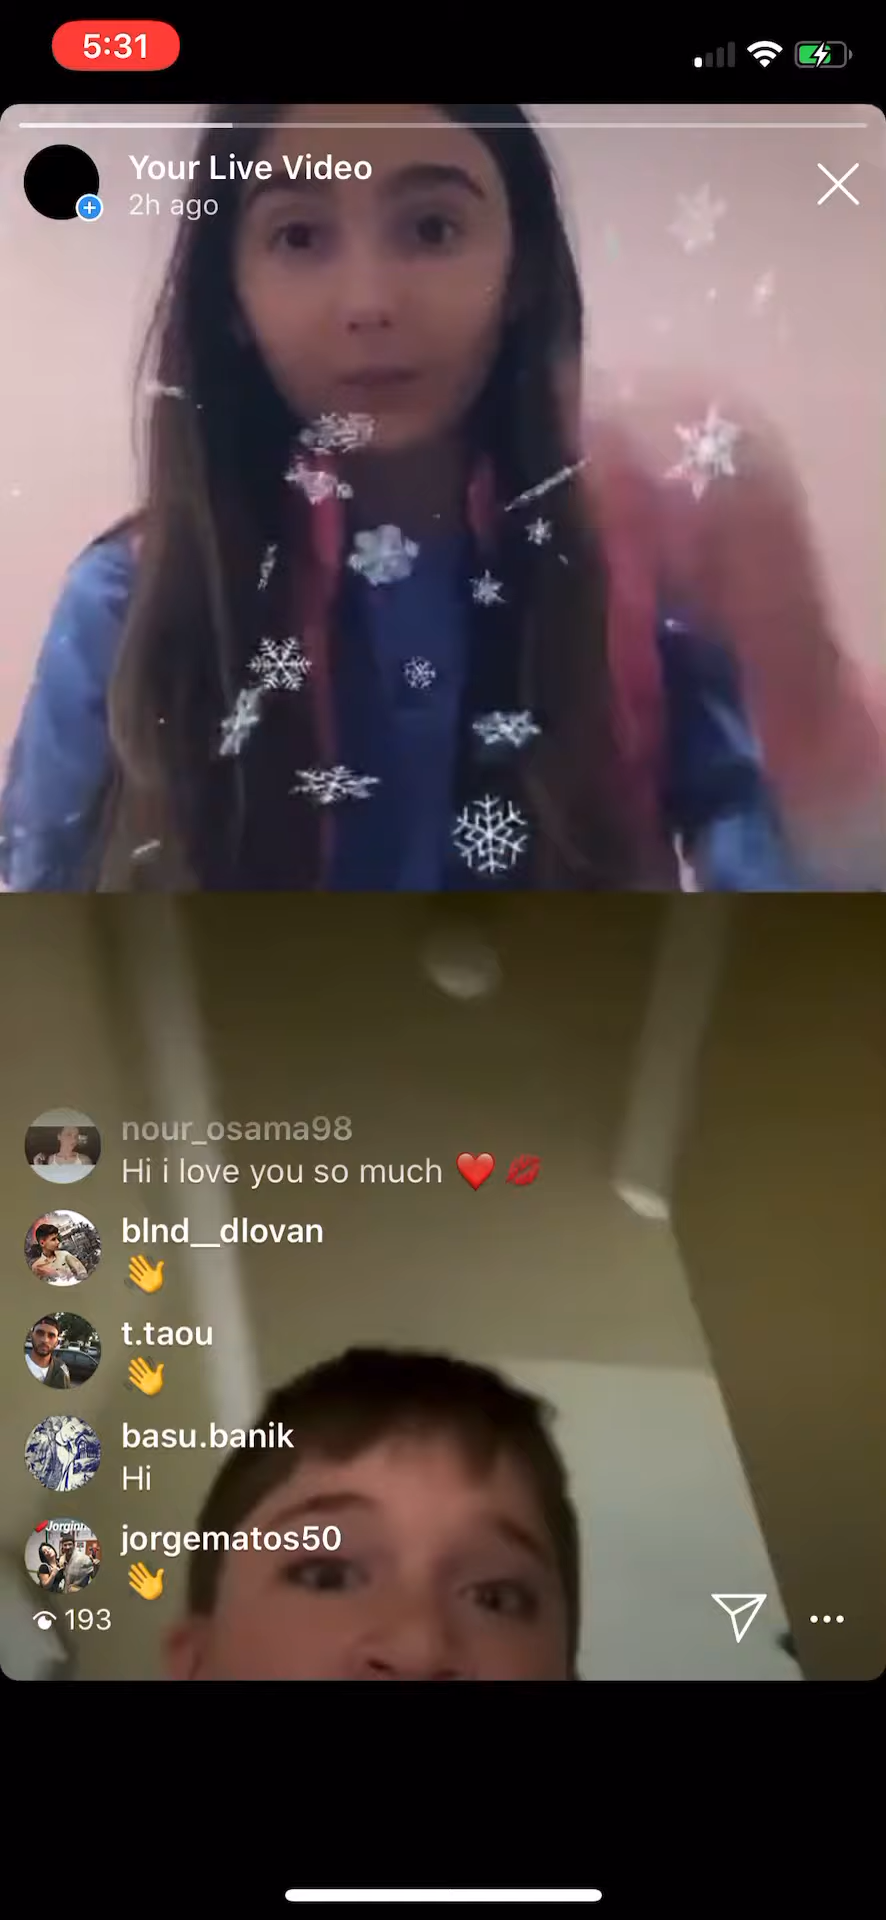 5:31
Your Live Video
2h ago
nour_osama98
Hi i love you so much ❤️ 💋
blnd__dlovan
👋
t.taou
👋
basu.banik
Hi
jorgematos50
👋
193